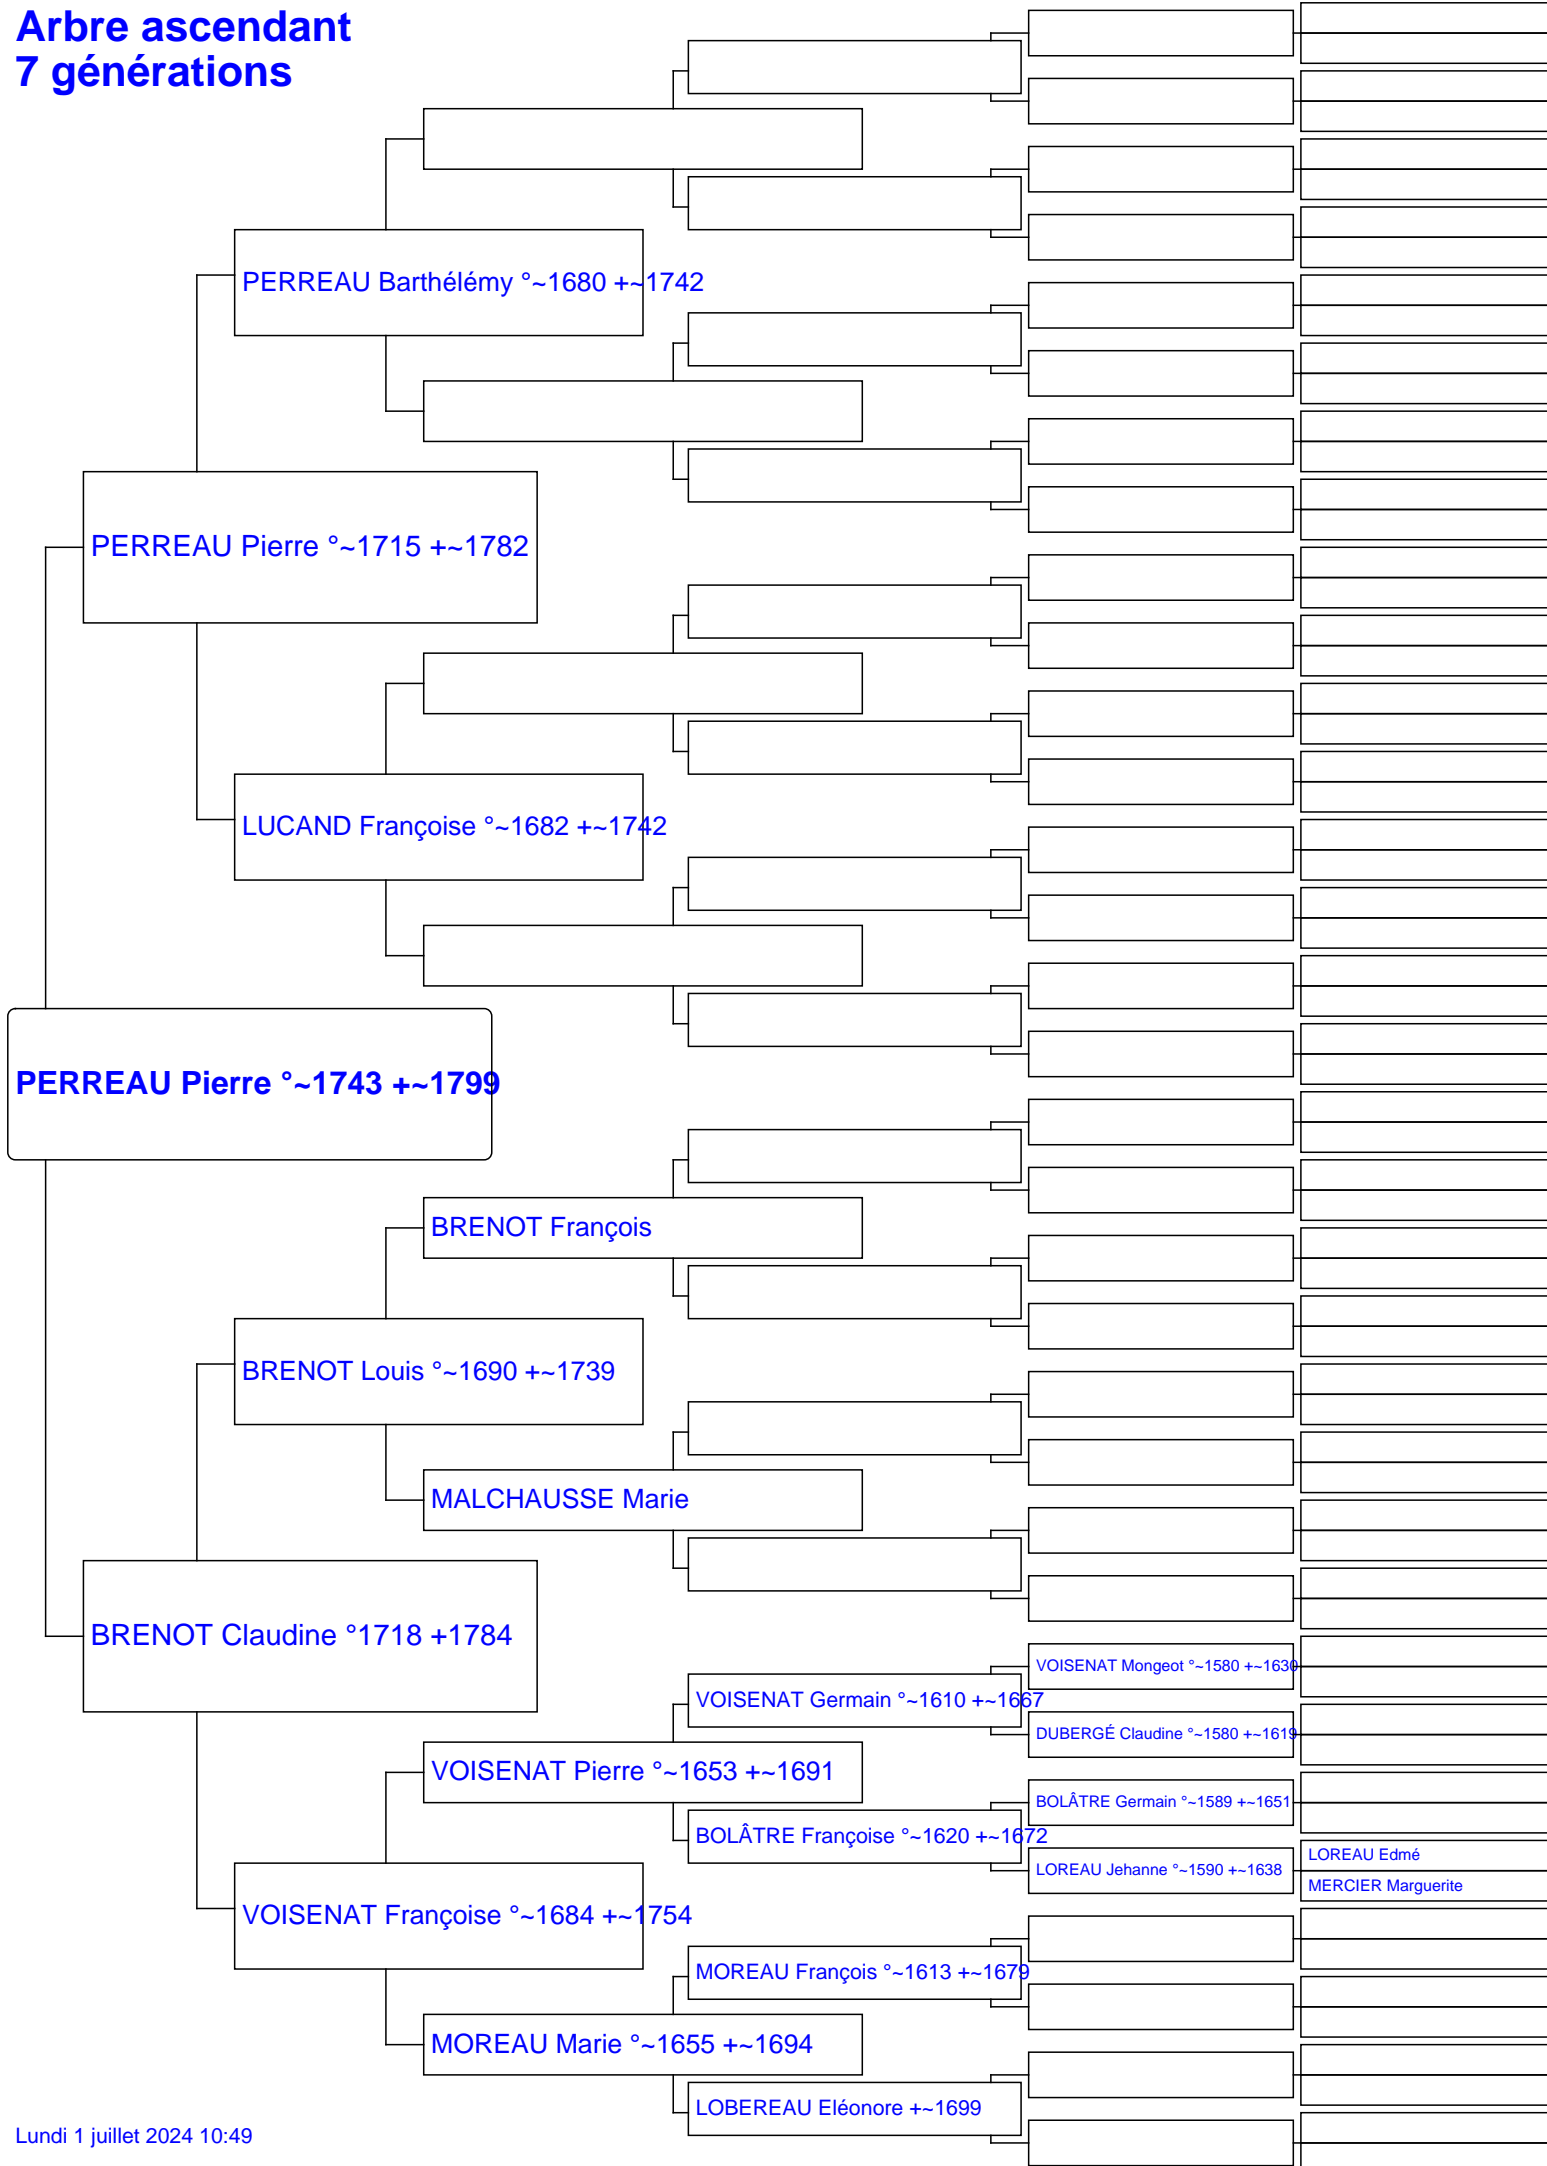 Arbre ascendant
7 générations
PERREAU Barthélémy °~1680 +~1742
PERREAU Pierre °~1715 +~1782
LUCAND Françoise °~1682 +~1742
PERREAU Pierre °~1743 +~1799
BRENOT François
BRENOT Louis °~1690 +~1739
MALCHAUSSE Marie
BRENOT Claudine °1718 +1784
VOISENAT Mongeot °~1580 +~1630
VOISENAT Germain °~1610 +~1667
DUBERGÉ Claudine °~1580 +~1619
VOISENAT Pierre °~1653 +~1691
BOLÂTRE Germain °~1589 +~1651
BOLÂTRE Françoise °~1620 +~1672
LOREAU Edmé
LOREAU Jehanne °~1590 +~1638
MERCIER Marguerite
VOISENAT Françoise °~1684 +~1754
MOREAU François °~1613 +~1679
MOREAU Marie °~1655 +~1694
LOBEREAU Eléonore +~1699
Lundi 1 juillet 2024 10:49